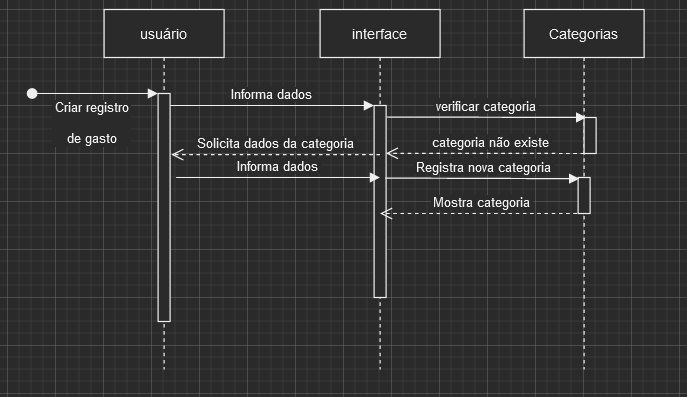 usuário
interface
Categorias
Criar registro
de gasto
Informa dados
verificar categoria
Solicita dados da categoria
categoria não existe
Informa dados
Registra nova categoria
Mostra categoria